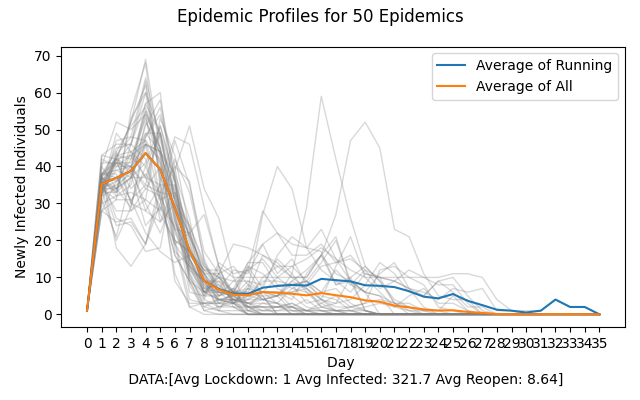 Epidemic Profiles for 50 Epidemics
Average of Running
Average of All
Newly Infected Individuals
70
60
50
40
30
20
10
0
0 1 2 3 4 5 6 7 8 9 10 11 12 13 14 15 16 17 18 19 20 21 22 23 24 25 26 27 28 29 30 31 32 33 34 35
Day
DATA:[Avg Lockdown: 1 Avg Infected: 321.7 Avg Reopen: 8.64]